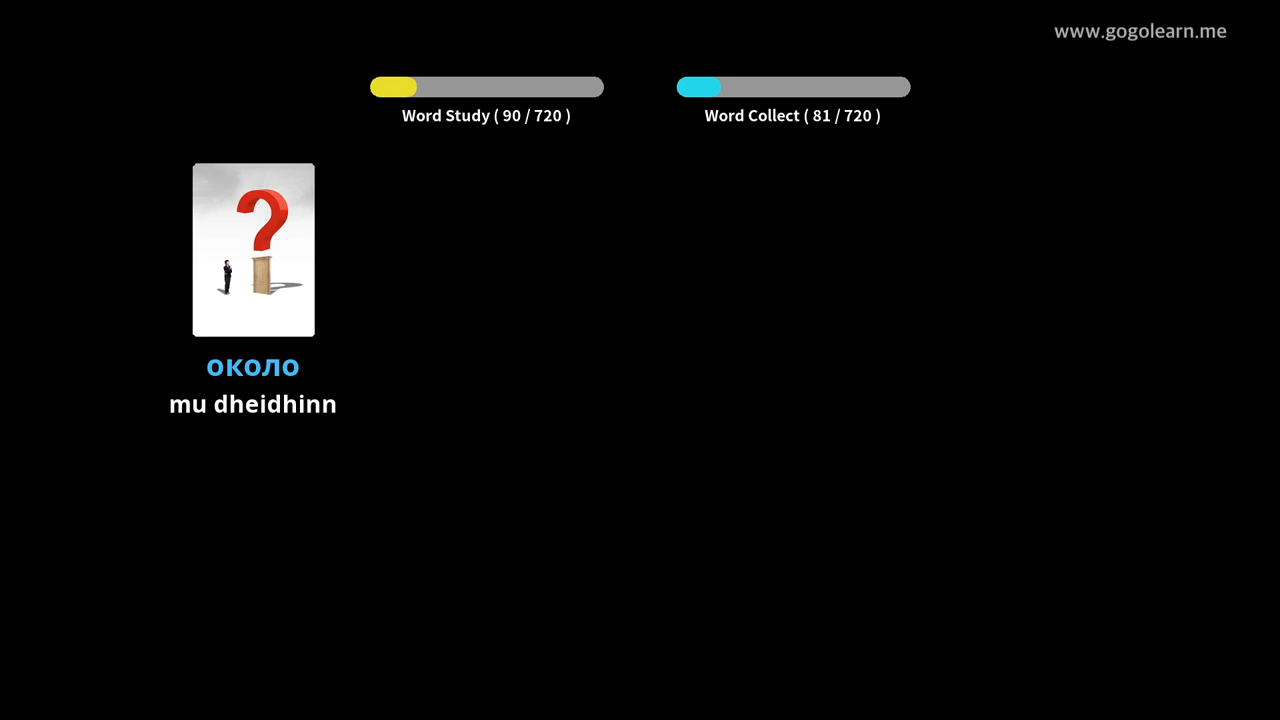 www.gogolearn.me
Word Study ( 90 / 720 )
Word Collect ( 81 / 720 )
около
mu dheidhinn